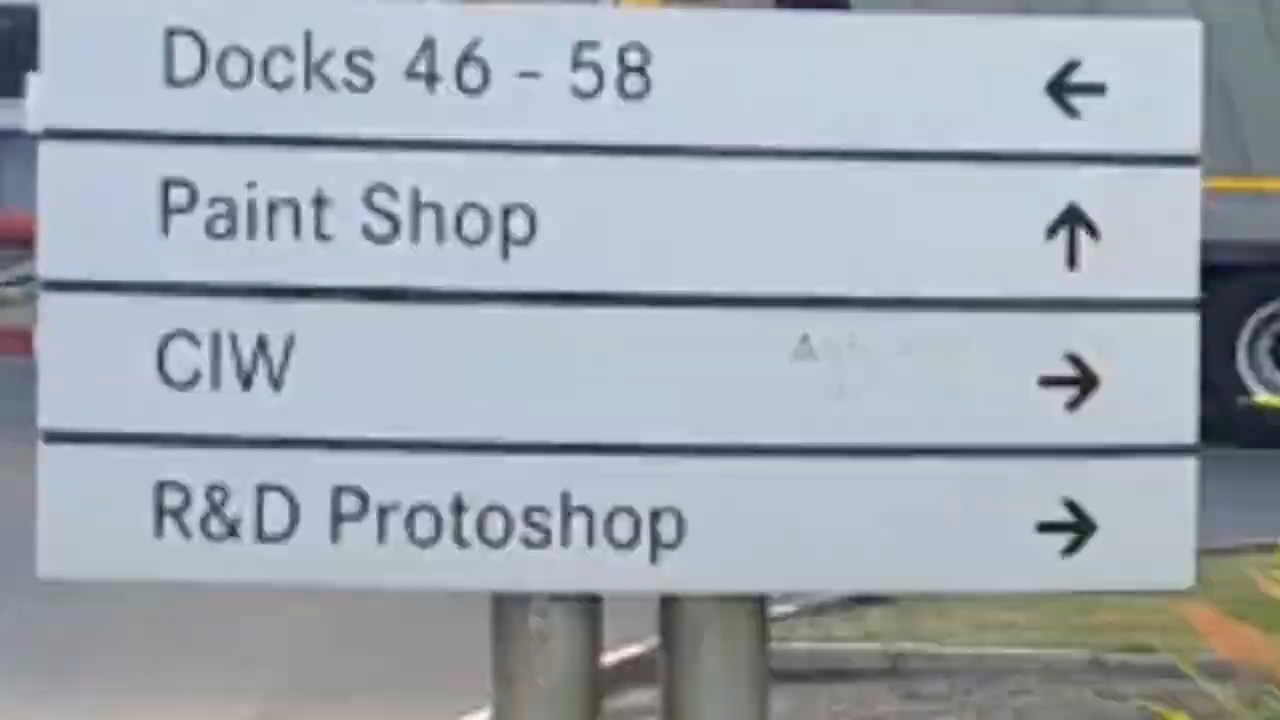 Docks 46 - 58 ←
Paint Shop ↑
CIW →
R&D Protoshop →